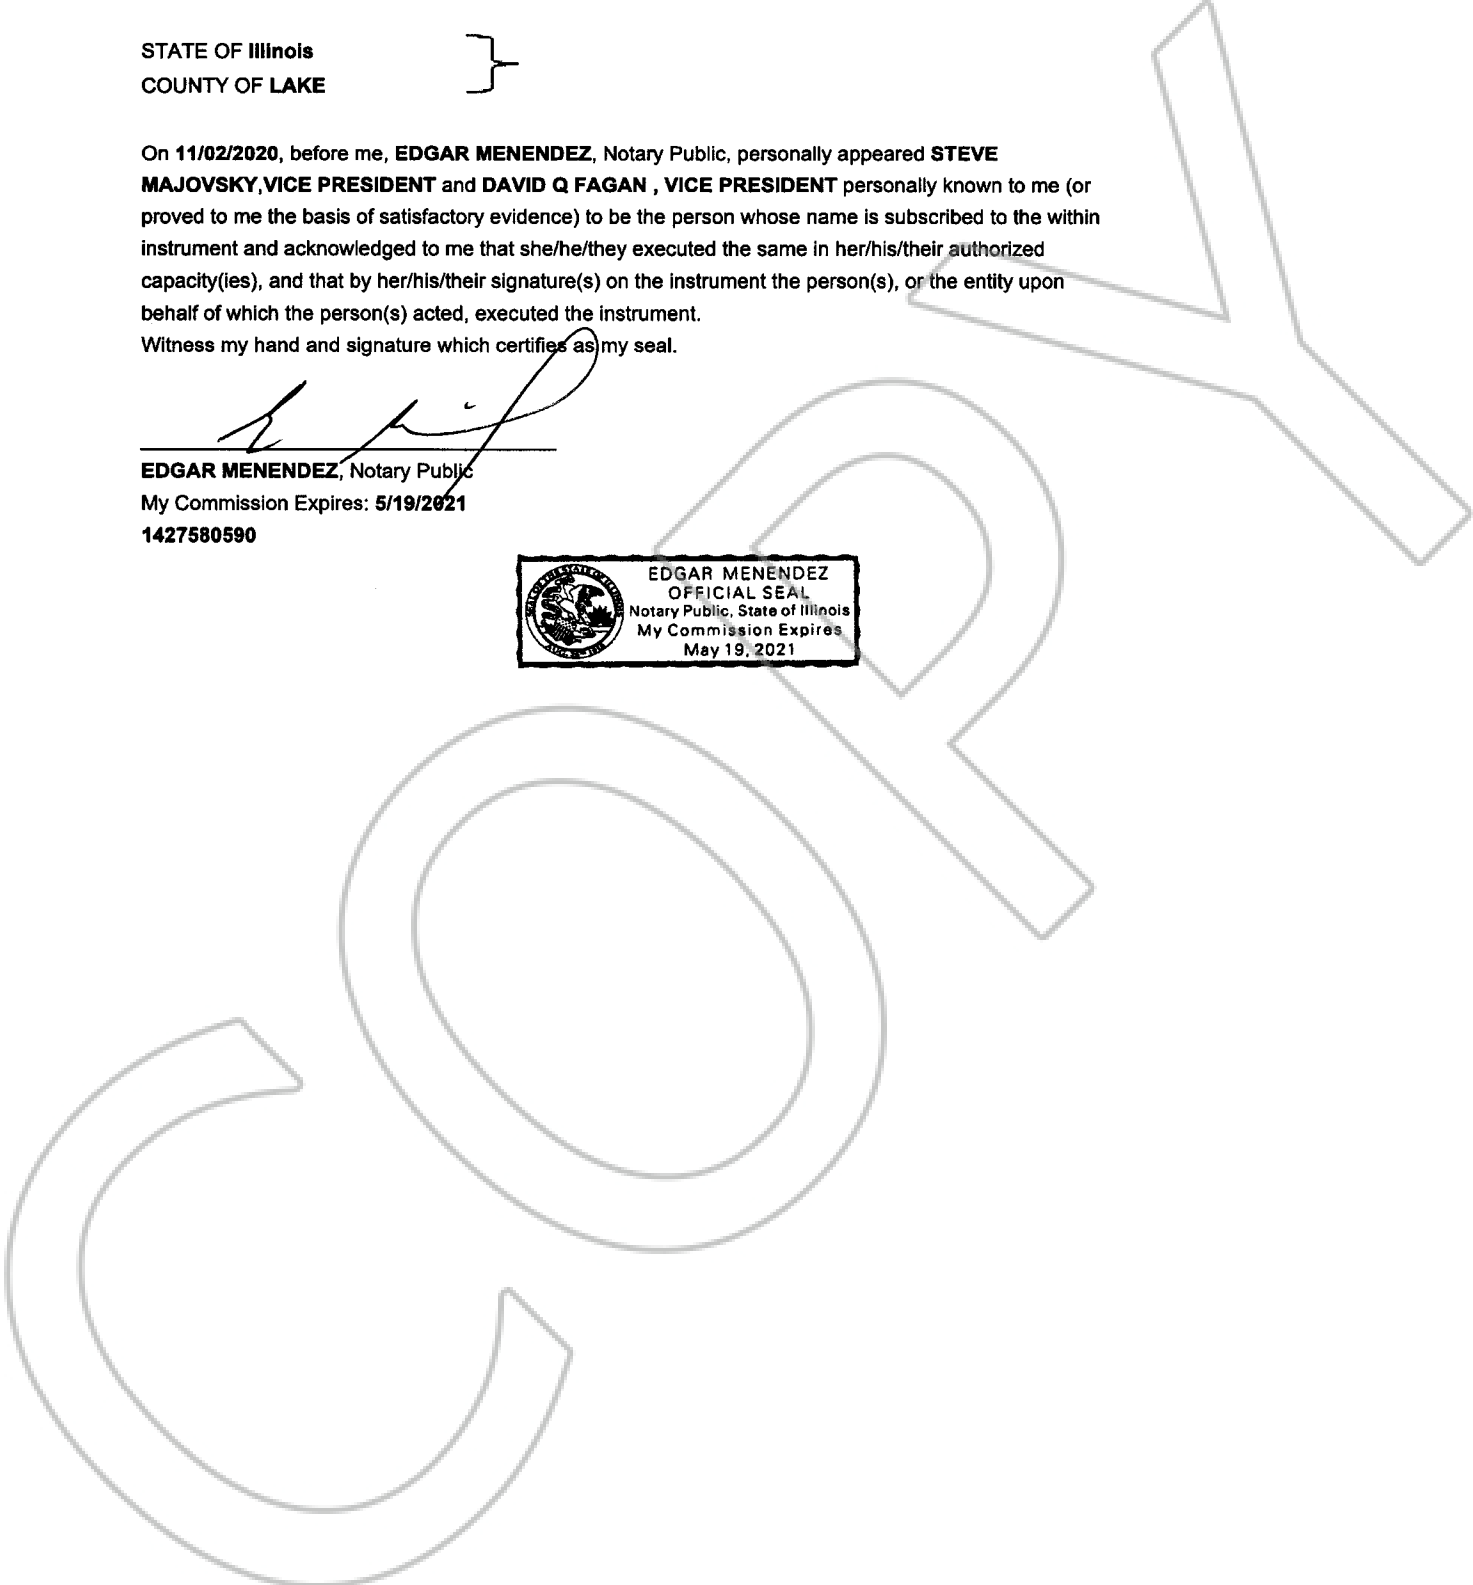 STATE OF Illinois
COUNTY OF LAKE
On 11/02/2020, before me, EDGAR MENENDEZ, Notary Public, personally appeared STEVE
MAJOVSKY,VICE PRESIDENT and DAVID Q FAGAN , VICE PRESIDENT personally known to me (or
proved to me the basis of satisfactory evidence) to be the person whose name is subscribed to the within
instrument and acknowledged to me that she/he/they executed the same in her/his/their authorized
capacity(ies), and that by her/his/their signature(s) on the instrument the person(s), or the entity upon
behalf of which the person(s) acted, executed the instrument.
Witness my hand and signature which certifies as my seal.
EDGAR MENENDEZ, Notary Public
My Commission Expires: 5/19/2021
1427580590
SEAL OF THE STATE OF ILLINOIS
EDGAR MENENDEZ
OFFICIAL SEAL
Notary Public, State of Illinois
My Commission Expires
May 19, 2021
COPY